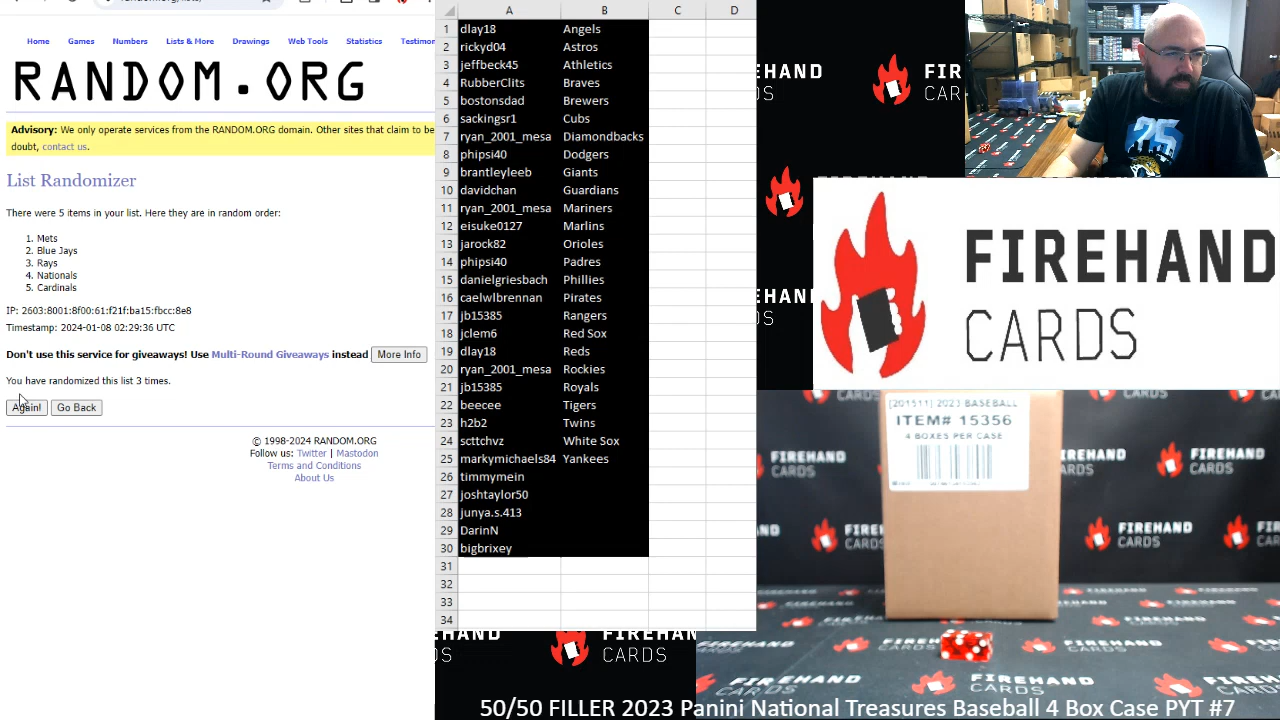 Home Games Numbers Lists & More Drawings Web Tools Statistics Testimor
RANDOM.ORG
Advisory: We only operate services from the RANDOM.ORG domain. Other sites that claim to be
doubt, contact us.
List Randomizer
There were 5 items in your list. Here they are in random order:
1. Mets
2. Blue Jays
3. Rays
4. Nationals
5. Cardinals
IP: 2603:8001:8f00:61:f21f:ba15:fbcc:8e8
Timestamp: 2024-01-08 02:29:36 UTC
Don't use this service for giveaways! Use Multi-Round Giveaways instead More Info
You have randomized this list 3 times.
Again! Go Back
© 1998-2024 RANDOM.ORG
Follow us: Twitter | Mastodon
Terms and Conditions
About Us
A B C D
1 dlay18 Angels
2 rickyd04 Astros
3 jeffbeck45 Athletics
4 RubberClits Braves
5 bostonsdad Brewers
6 sackingsr1 Cubs
7 ryan_2001_mesa Diamondbacks
8 phipsi40 Dodgers
9 brantleyleeb Giants
10 davidchan Guardians
11 ryan_2001_mesa Mariners
12 eisuke0127 Marlins
13 jarock82 Orioles
14 phipsi40 Padres
15 danielgriesbach Phillies
16 caelwlbrennan Pirates
17 jb15385 Rangers
18 jclem6 Red Sox
19 dlay18 Reds
20 ryan_2001_mesa Rockies
21 jb15385 Royals
22 beecee Tigers
23 h2b2 Twins
24 scttchvz White Sox
25 markymichaels84 Yankees
26 timmymein
27 joshtaylor50
28 junya.s.413
29 DarinN
30 bigbrixey
31
32
33
34
EHAND
DS
FIR
CAR
25
FIREHAND
CARDS
[201511] 2023 BASEBALL
ITEM# 15356
4 BOXES PER CASE
FIREHAND
CARDS
FIREHAND
CARDS
50/50 FILLER 2023 Panini National Treasures Baseball 4 Box Case PYT #7